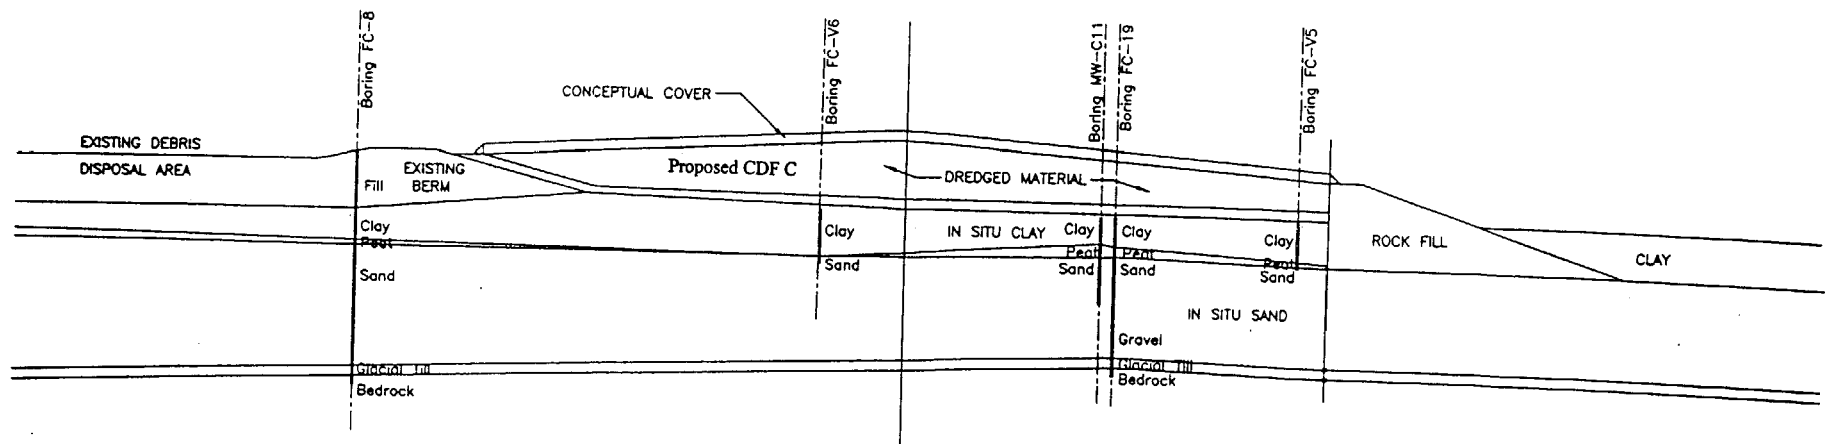 Boring FC-8
Boring FC-V6
Boring MW-C11
Boring FC-19
Boring FC-V5
CONCEPTUAL COVER
EXISTING DEBRIS
DISPOSAL AREA
EXISTING
BERM
Fill
Proposed CDF C
DREDGED MATERIAL
Clay
Peat
Sand
Clay
Sand
IN SITU CLAY
Clay
Peat
Sand
Clay
Peat
Sand
Clay
Peat
Sand
ROCK FILL
CLAY
IN SITU SAND
Gravel
Glacial Till
Bedrock
Glacial Till
Bedrock